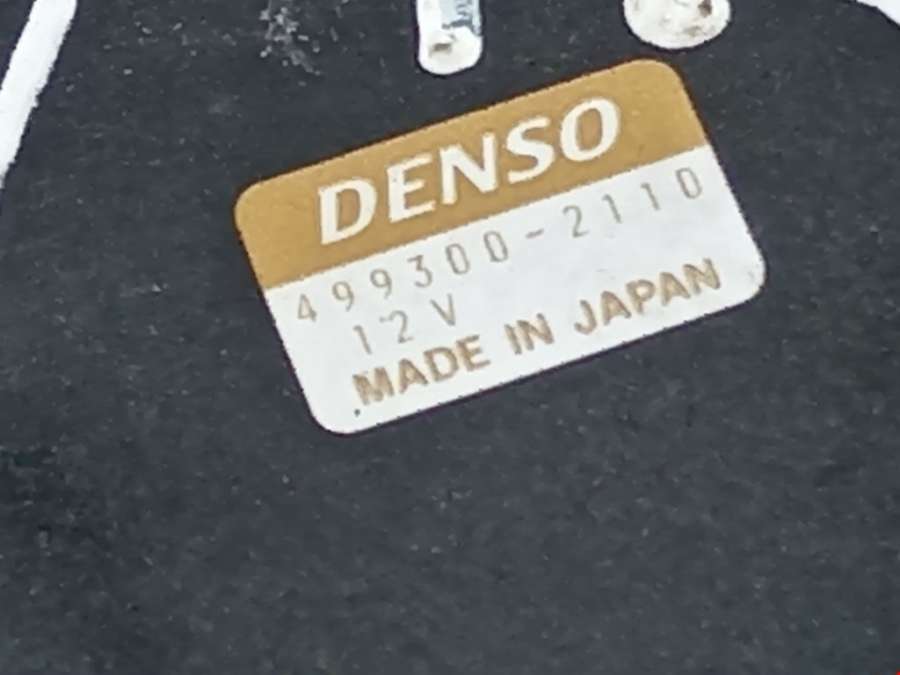 DENSO
499300-2110
12V
MADE IN JAPAN